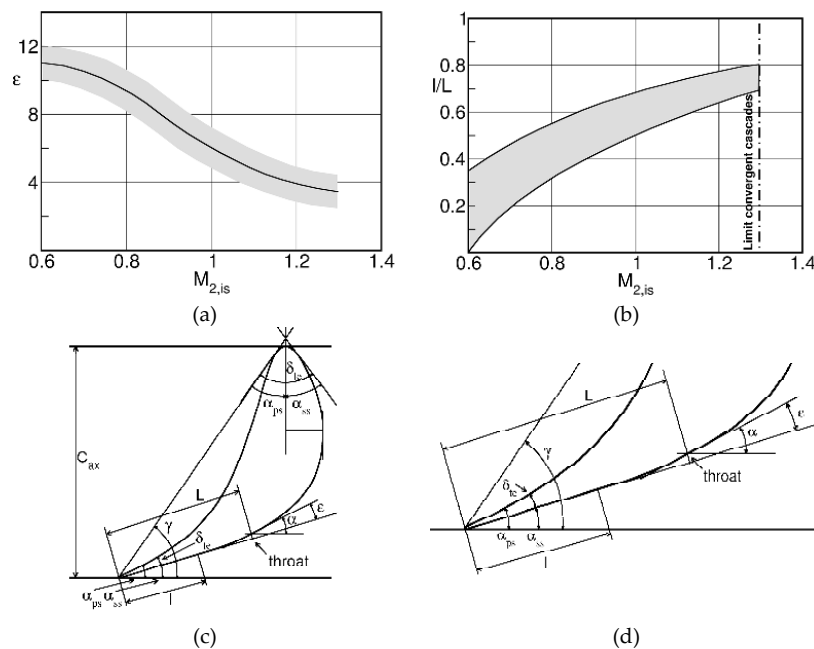 12
ε
8
4
0.6 0.8 1 1.2 1.4
M2,is
(a)
1
l/L
0.8
0.6
0.4
0.2
0.6 0.8 1 1.2 1.4
M2,is
Limit convergent cascades
(b)
δle
αps αss
Cax
L
γ
δte
α
ε
throat
αps αss
l
(c)
L
γ
δte
α
ε
throat
αps αss
l
(d)